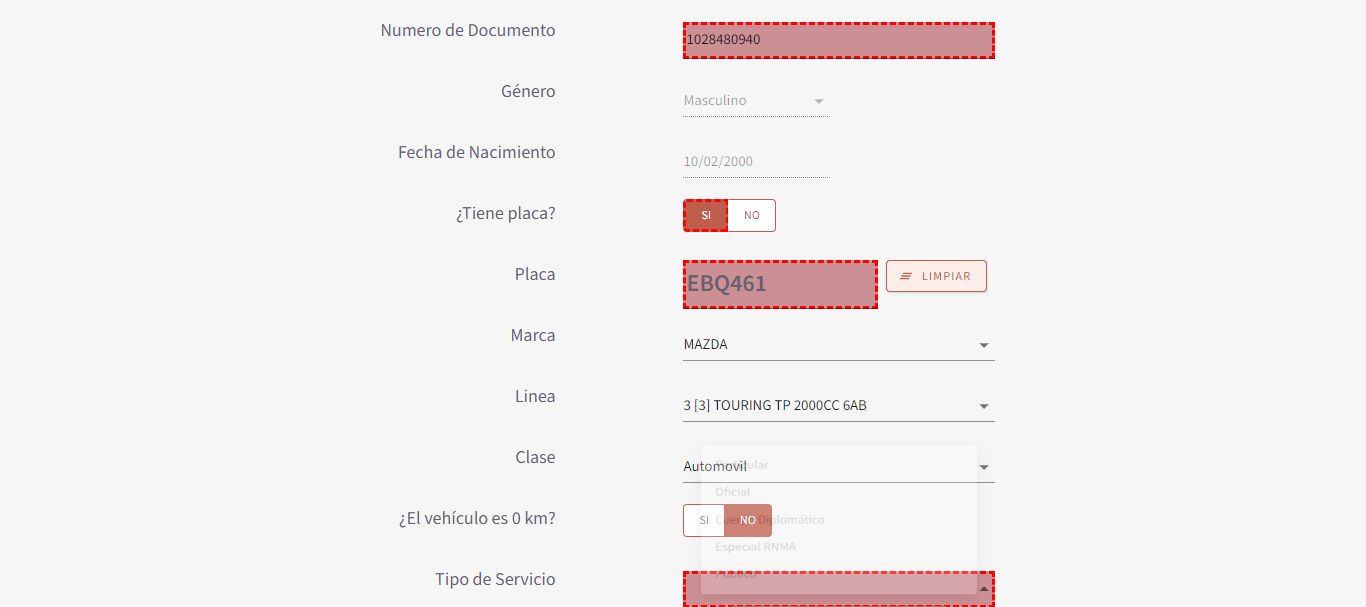 Numero de Documento
1028480940
Género
Masculino
Fecha de Nacimiento
10/02/2000
¿Tiene placa?
SI NO
Placa
EBQ461
LIMPIAR
Marca
MAZDA
Linea
3 [3] TOURING TP 2000CC 6AB
Clase
Automovil
Particular
Oficial
¿El vehículo es 0 km?
SI NO
Cuerpo Diplomático
Especial RNMA
Público
Tipo de Servicio